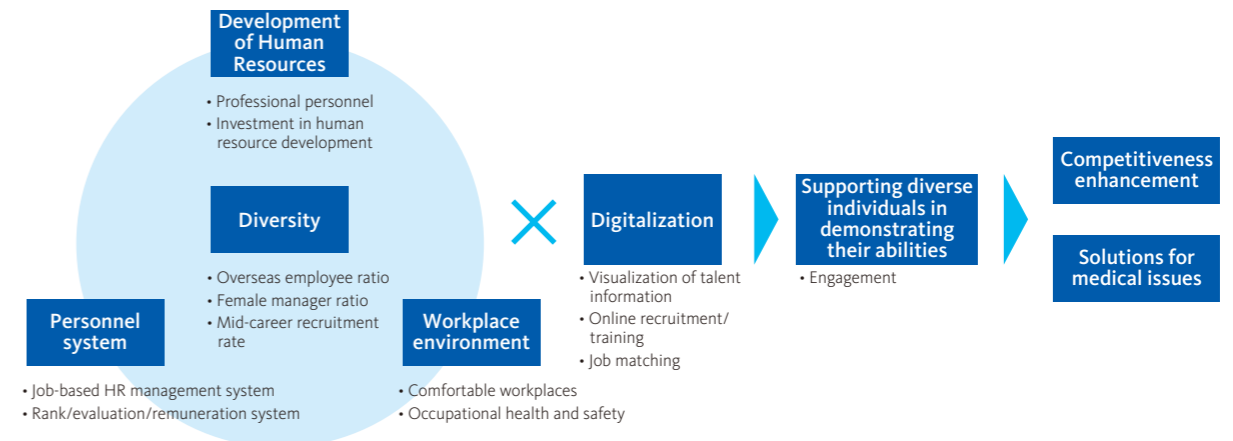 Development
of Human
Resources
• Professional personnel
• Investment in human
resource development
Diversity
• Overseas employee ratio
• Female manager ratio
• Mid-career recruitment
rate
Personnel
system
• Job-based HR management system
• Rank/evaluation/remuneration system
Workplace
environment
• Comfortable workplaces
• Occupational health and safety
Digitalization
• Visualization of talent
information
• Online recruitment/
training
• Job matching
Supporting diverse
individuals in
demonstrating
their abilities
• Engagement
Competitiveness
enhancement
Solutions for
medical issues